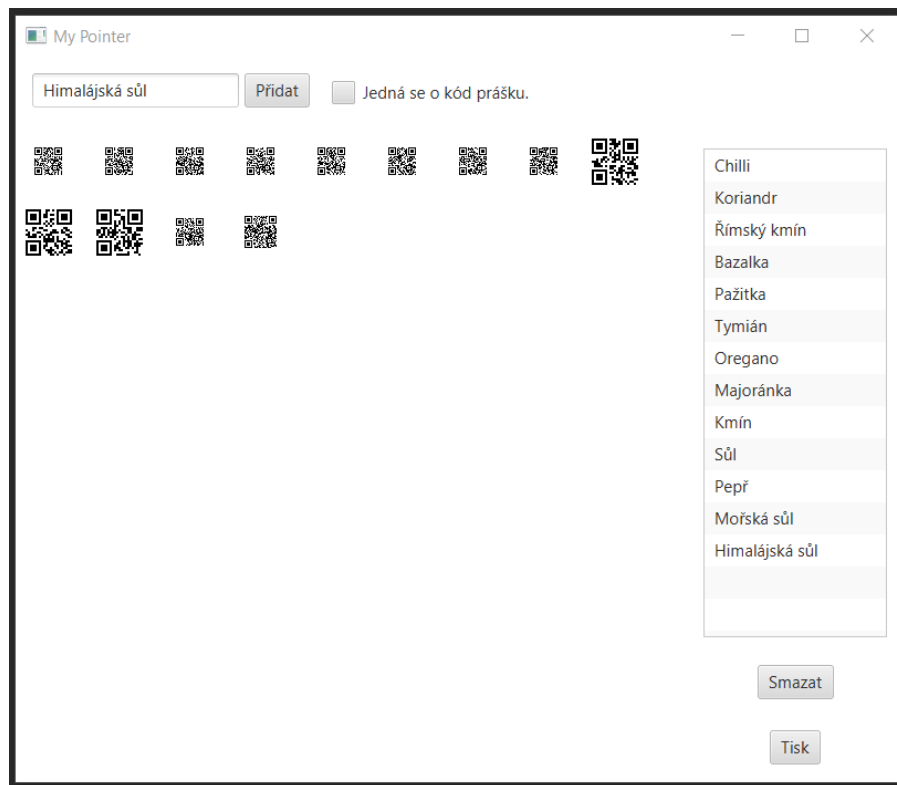 My Pointer
Himalájská sůl
Přidat
Jedná se o kód prášku.
Chilli
Koriandr
Římský kmín
Bazalka
Pažitka
Tymián
Oregano
Majoránka
Kmín
Sůl
Pepř
Mořská sůl
Himalájská sůl
Smazat
Tisk